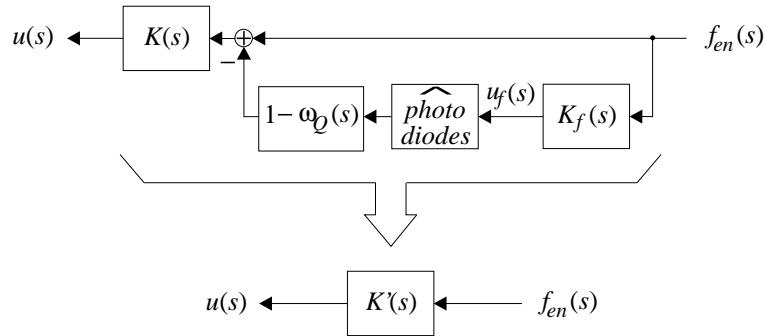 u(s)
K(s)
f_en(s)
−
1− ω_Q(s)
photo
diodes
u_f(s)
K_f(s)
u(s)
K’(s)
f_en(s)